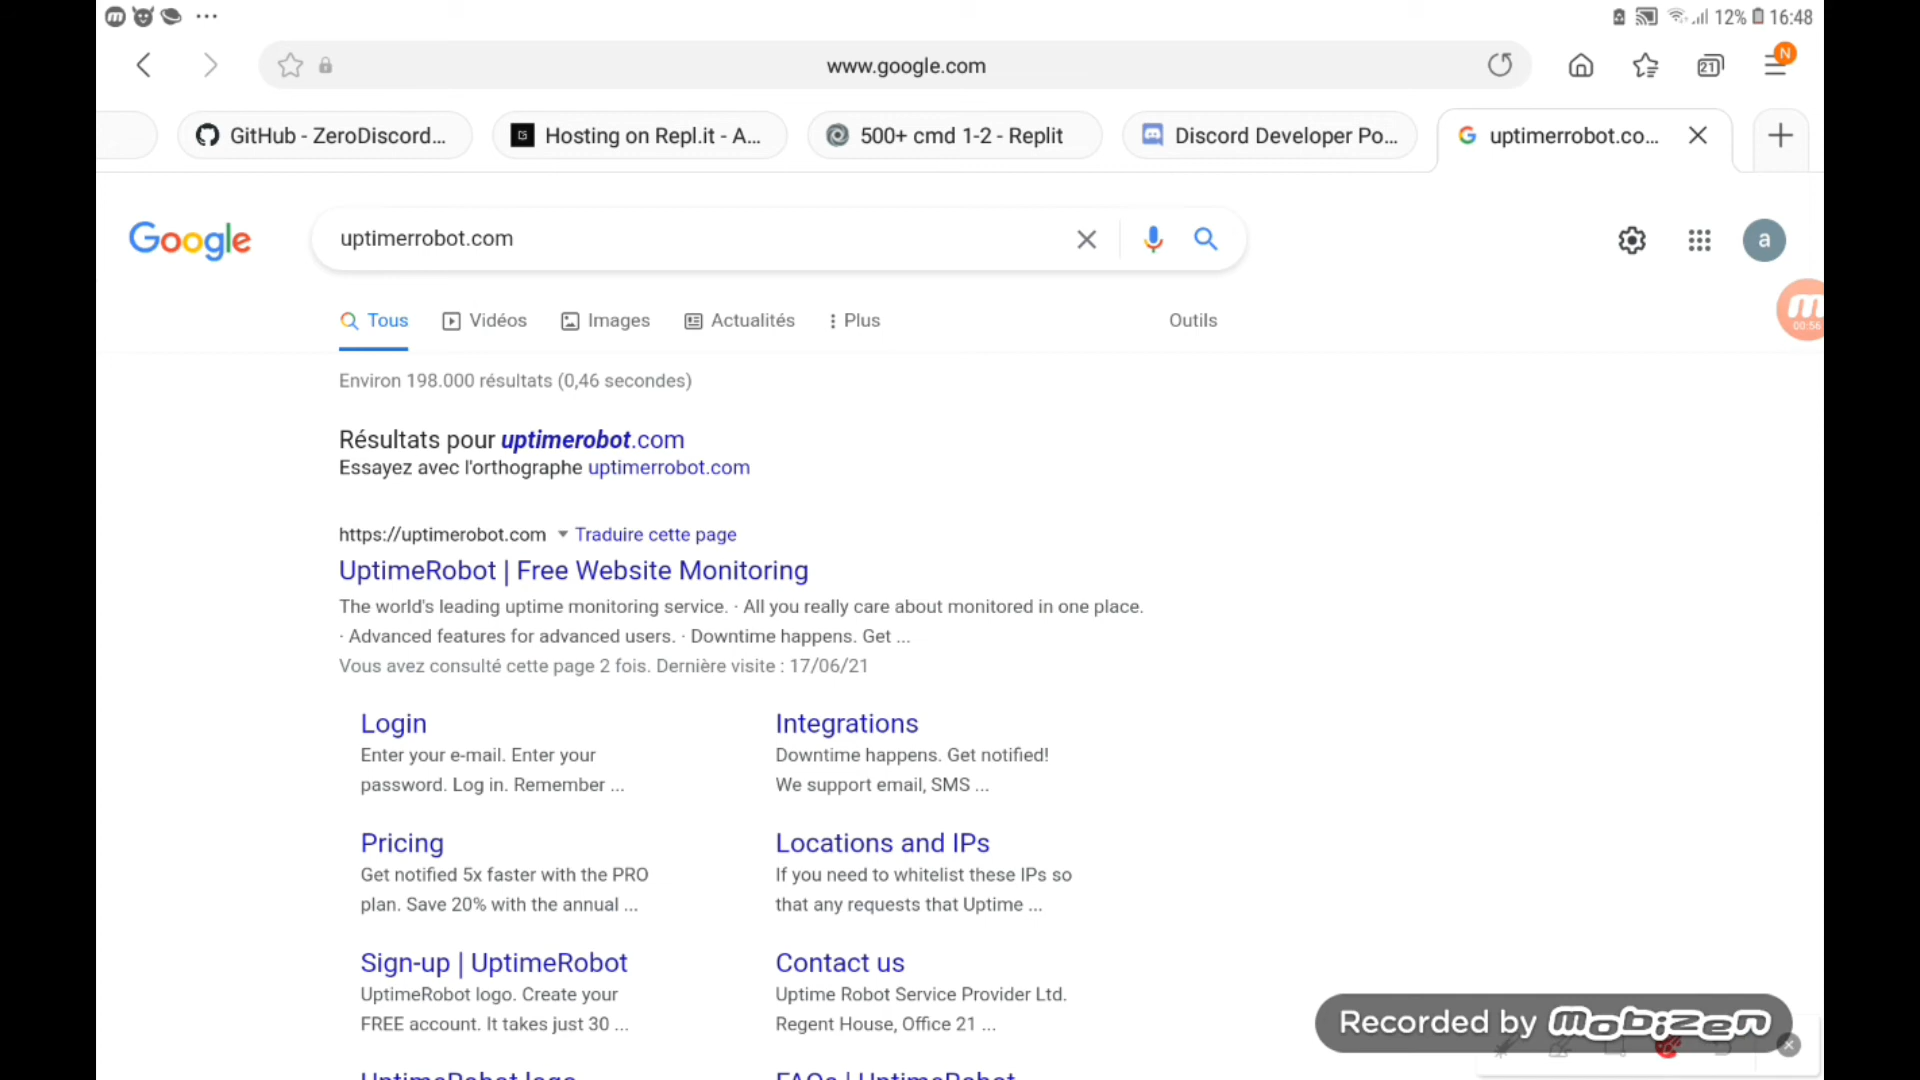 12% 16:48
www.google.com
21
N
GitHub - ZeroDiscord...
Hosting on Repl.it - A...
500+ cmd 1-2 - Replit
Discord Developer Po...
uptimerrobot.co...
Google
uptimerrobot.com
a
00:56
Tous
Vidéos
Images
Actualités
Plus
Outils
Environ 198.000 résultats (0,46 secondes)
Résultats pour uptimerobot.com
Essayez avec l'orthographe uptimerrobot.com
https://uptimerobot.com Traduire cette page
UptimeRobot | Free Website Monitoring
The world's leading uptime monitoring service. · All you really care about monitored in one place.
· Advanced features for advanced users. · Downtime happens. Get ...
Vous avez consulté cette page 2 fois. Dernière visite : 17/06/21
Login
Enter your e-mail. Enter your
password. Log in. Remember ...
Integrations
Downtime happens. Get notified!
We support email, SMS ...
Pricing
Get notified 5x faster with the PRO
plan. Save 20% with the annual ...
Locations and IPs
If you need to whitelist these IPs so
that any requests that Uptime ...
Sign-up | UptimeRobot
UptimeRobot logo. Create your
FREE account. It takes just 30 ...
Contact us
Uptime Robot Service Provider Ltd.
Regent House, Office 21 ...
UptimeRobot logo
FAQs | UptimeRobot
Recorded by mobizen